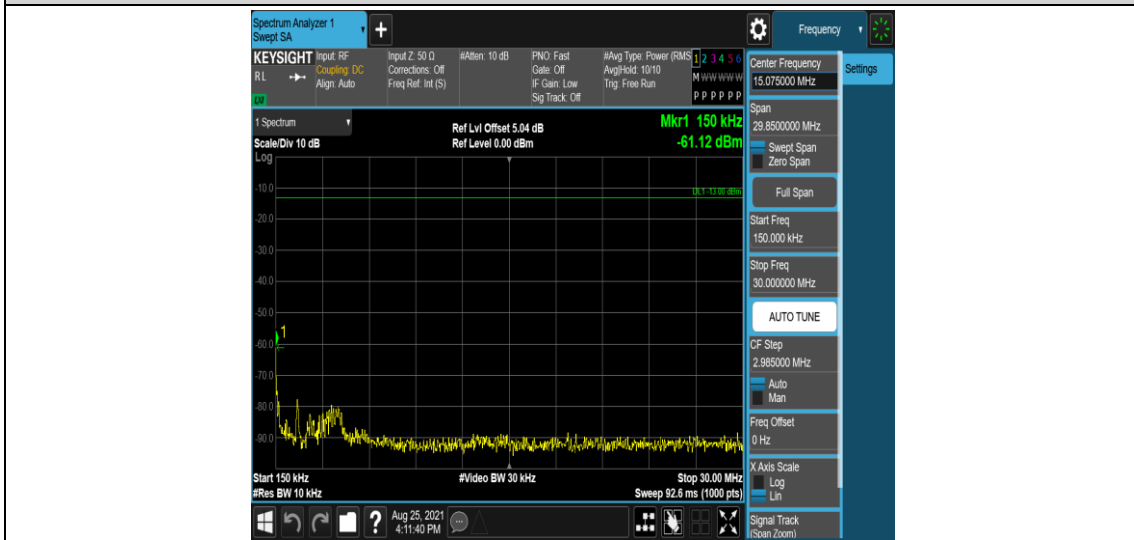 Spectrum Analyzer 1
Swept SA
+
Frequency
KEYSIGHT
RL
LXI
Input: RF
Coupling: DC
Align: Auto
Input Z: 50 Ω
Corrections: Off
Freq Ref: Int (S)
#Atten: 10 dB
PNO: Fast
Gate: Off
IF Gain: Low
Sig Track: Off
#Avg Type: Power (RMS
Avg|Hold: 10/10
Trig: Free Run
1 2 3 4 5 6
M W W W W W
P P P P P P
1 Spectrum
Scale/Div 10 dB
Log
Ref Lvl Offset 5.04 dB
Ref Level 0.00 dBm
Mkr1 150 kHz
-61.12 dBm
DL1 -13.00 dBm
-10.0
-20.0
-30.0
-40.0
-50.0
-60.0
-70.0
-80.0
-90.0
1
Start 150 kHz
#Res BW 10 kHz
#Video BW 30 kHz
Stop 30.00 MHz
Sweep 92.6 ms (1000 pts)
Center Frequency
15.075000 MHz
Settings
Span
29.8500000 MHz
Swept Span
Zero Span
Full Span
Start Freq
150.000 kHz
Stop Freq
30.000000 MHz
AUTO TUNE
CF Step
2.985000 MHz
Auto
Man
Freq Offset
0 Hz
X Axis Scale
Log
Lin
Signal Track
(Span Zoom)
?
Aug 25, 2021
4:11:40 PM